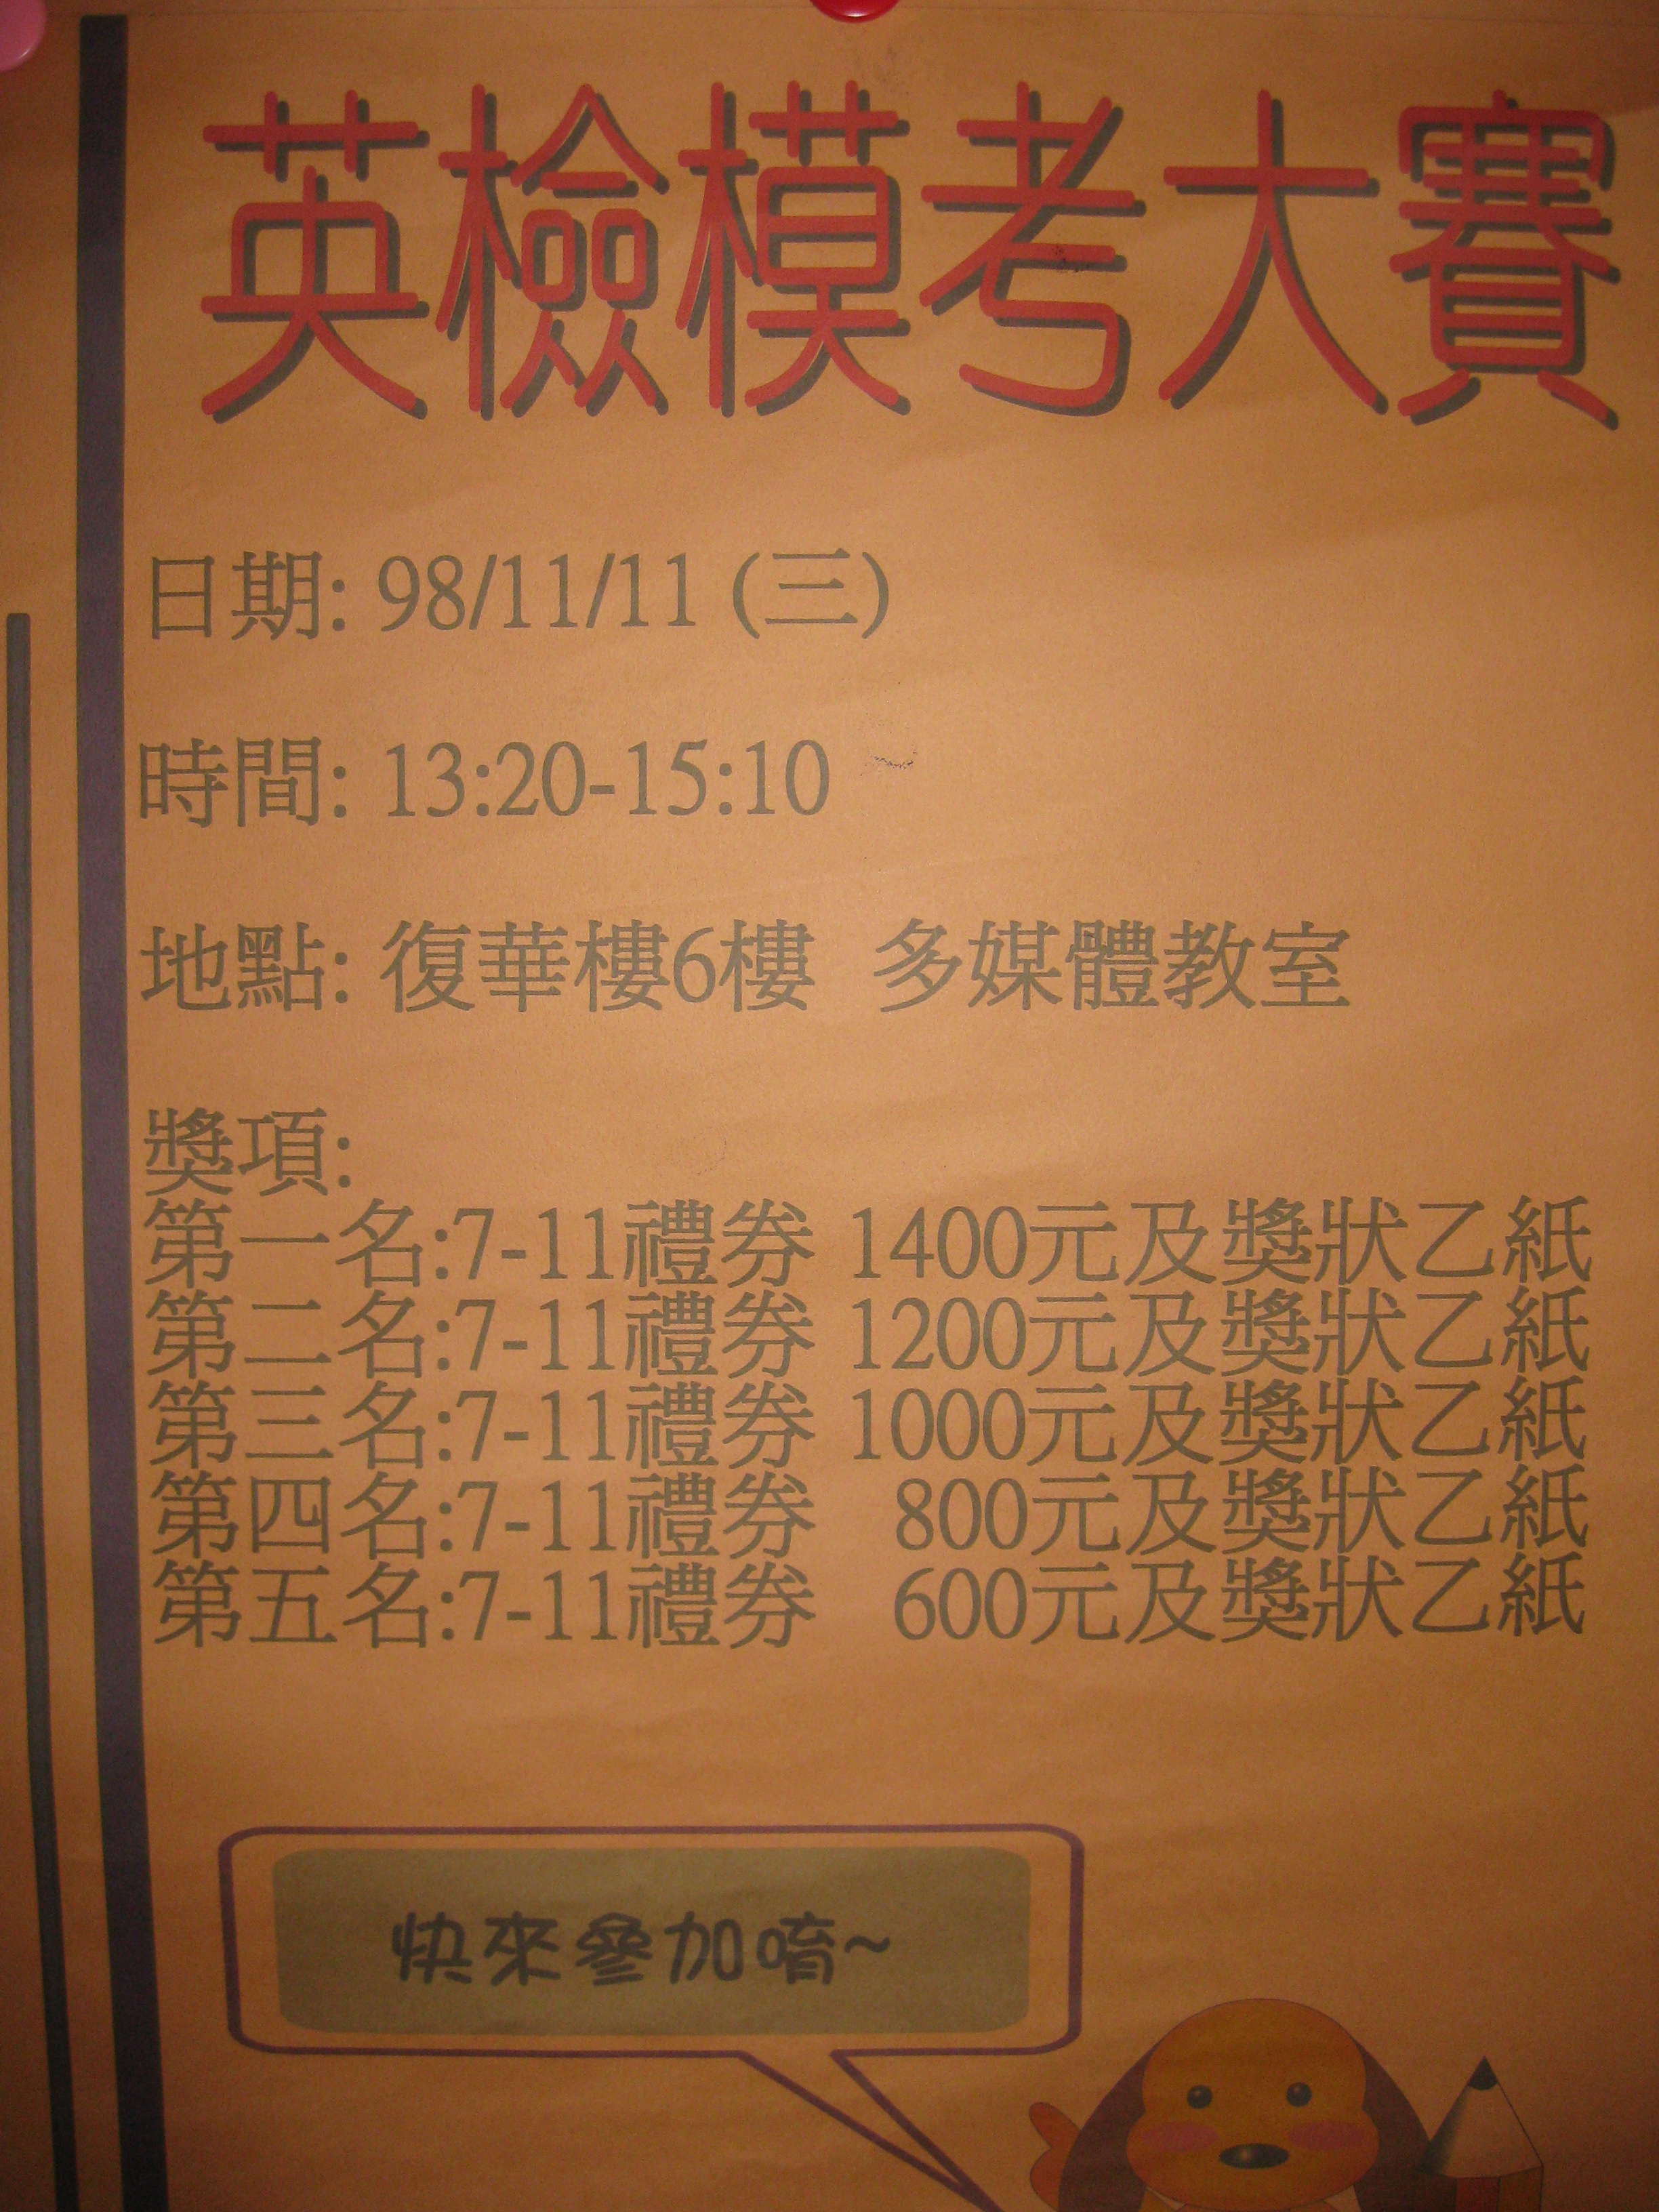 英檢模考大賽
日期: 98/11/11 (三)
時間: 13:20-15:10
地點: 復華樓6樓 多媒體教室
獎項:
第一名:7-11禮券 1400元及獎狀乙紙
第二名:7-11禮券 1200元及獎狀乙紙
第三名:7-11禮券 1000元及獎狀乙紙
第四名:7-11禮券 800元及獎狀乙紙
第五名:7-11禮券 600元及獎狀乙紙
快來參加唷~